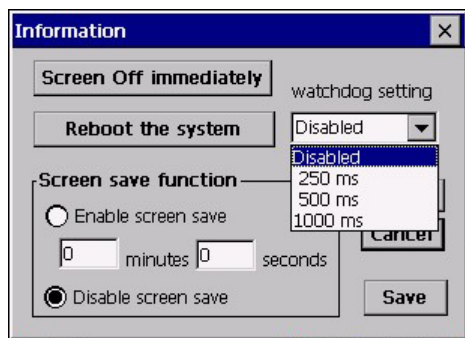 Information
Screen Off immediately
watchdog setting
Reboot the system
Disabled
Disabled
250 ms
500 ms
1000 ms
Screen save function
Enable screen save
0 minutes 0 seconds
Disable screen save
Cancel
Save